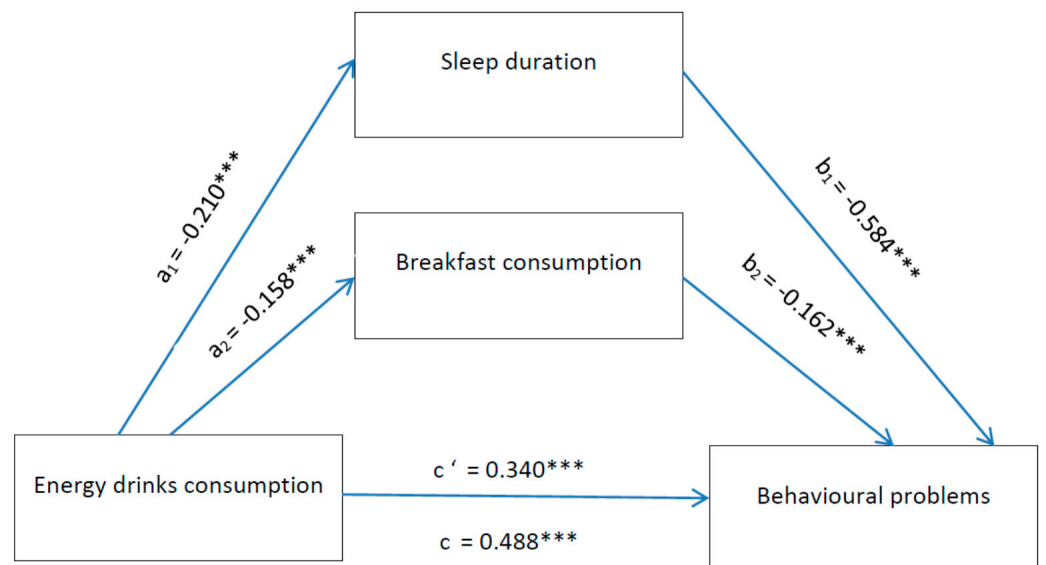 Sleep duration
a₁ = -0.210***
b₁ = -0.584***
Breakfast consumption
a₂ = -0.158***
b₂ = -0.162***
Energy drinks consumption
c ‘ = 0.340***
Behavioural problems
c = 0.488***